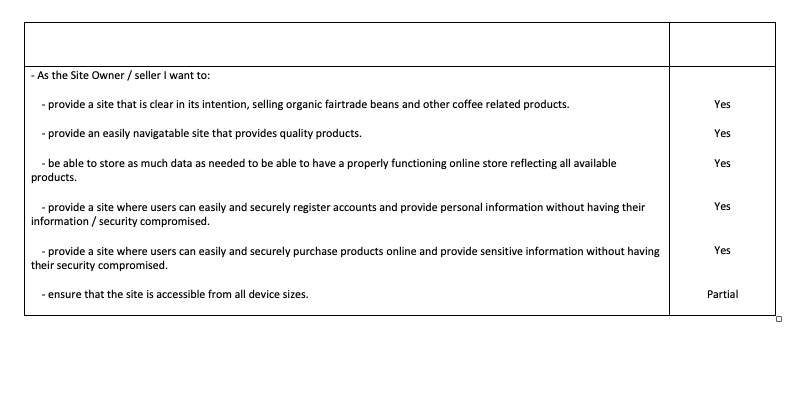 - As the Site Owner / seller I want to:
- provide a site that is clear in its intention, selling organic fairtrade beans and other coffee related products.
Yes
- provide an easily navigatable site that provides quality products.
Yes
- be able to store as much data as needed to be able to have a properly functioning online store reflecting all available
Yes
products.
- provide a site where users can easily and securely register accounts and provide personal information without having their
Yes
information / security compromised.
- provide a site where users can easily and securely purchase products online and provide sensitive information without having
Yes
their security compromised.
- ensure that the site is accessible from all device sizes.
Partial